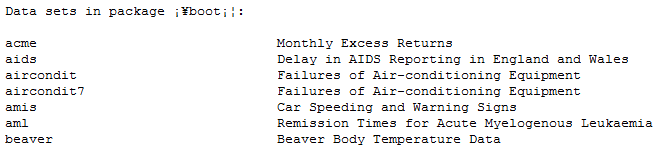 Data sets in package ¡¥boot¡¦:
acme Monthly Excess Returns
aids Delay in AIDS Reporting in England and Wales
aircondit Failures of Air-conditioning Equipment
aircondit7 Failures of Air-conditioning Equipment
amis Car Speeding and Warning Signs
aml Remission Times for Acute Myelogenous Leukaemia
beaver Beaver Body Temperature Data